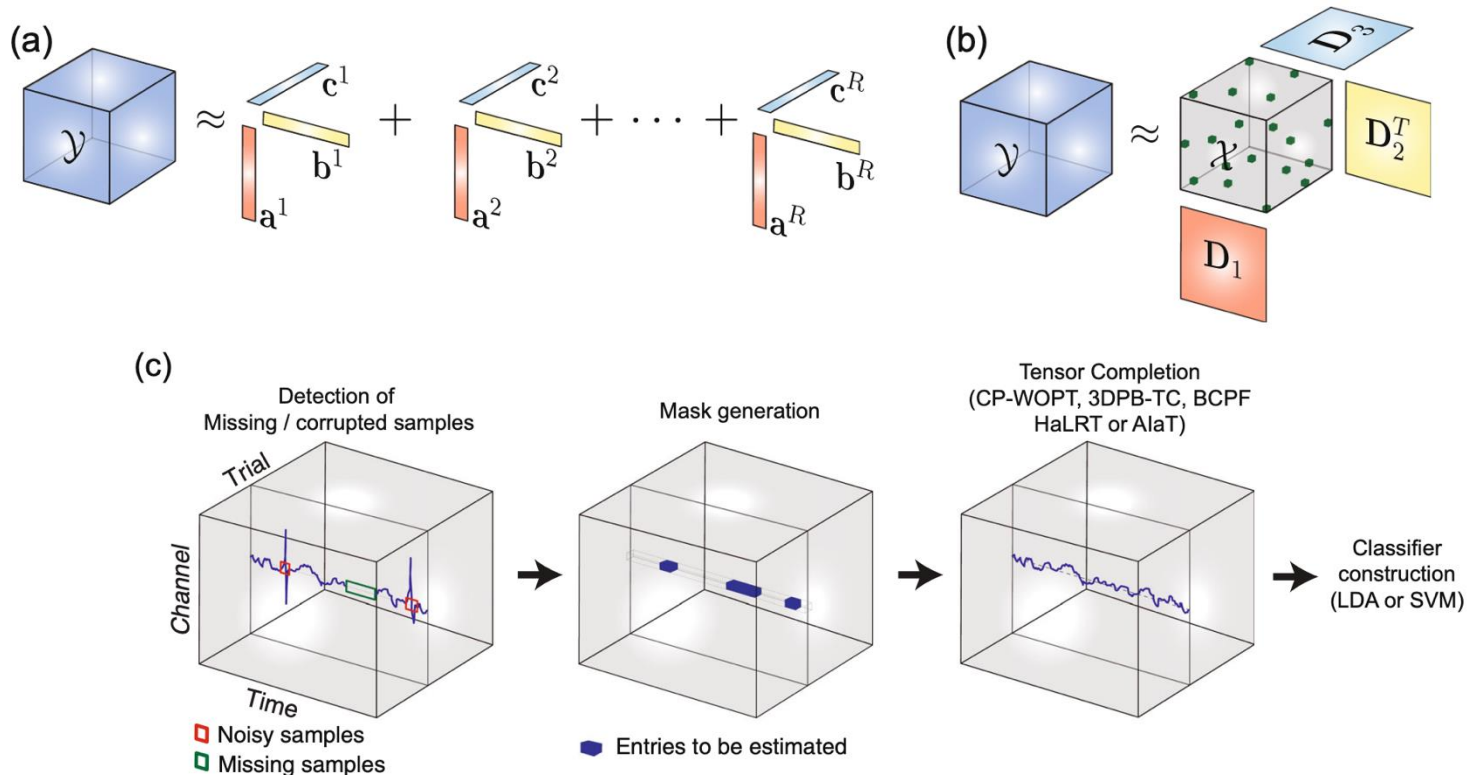 (a)
𝒴 ≈ a¹ b¹ c¹ + a² b² c² + ··· + a^R b^R c^R
(b)
𝒴 ≈ 𝒳 D₁ D₂^T D₃
(c)
Detection of
Missing / corrupted samples
Trial
Channel
Time
Noisy samples
Missing samples
Mask generation
Entries to be estimated
Tensor Completion
(CP-WOPT, 3DPB-TC, BCPF
HaLRT or AlaT)
Classifier
construction
(LDA or SVM)